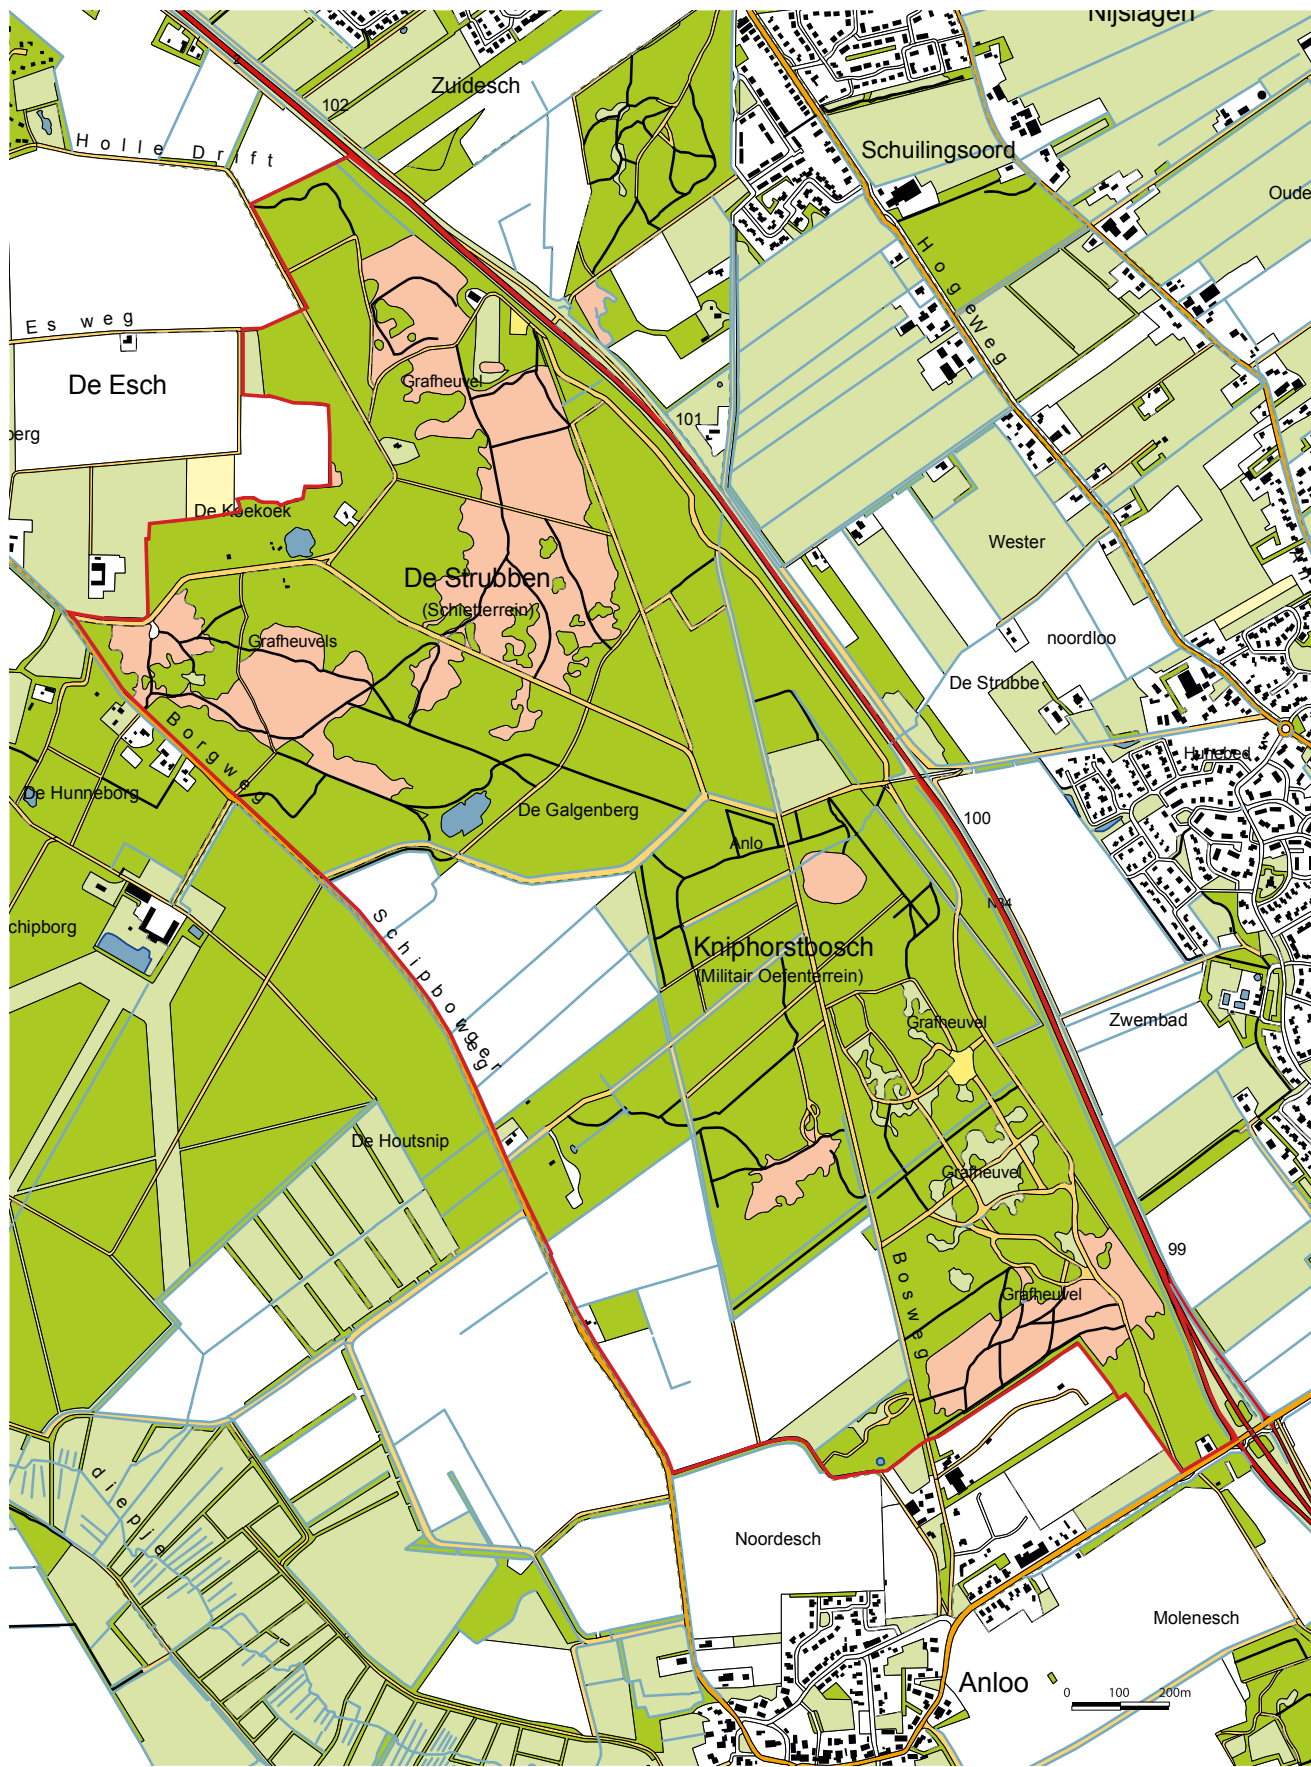 Nijslagen
Zuidesch
102
Holle Drift
Schuilingsoord
Oude
Hogeweg
Es weg
De Esch
Grafheuvel
101
berg
De Koekoek
Wester
De Strubben
(Schietterrein)
Grafheuvels
noordloo
De Strubbe
Borgweg
Hunebed
De Hunneborg
De Galgenberg
100
Anlo
N34
chipborg
Schipborgerweg
Kniphorstbosch
(Militair Oefenterrein)
Grafheuvel
Zwembad
De Houtsnip
Grafheuvel
99
Bosweg
Grafheuvel
diepje
Noordesch
Molenesch
Anloo
0 100 200m